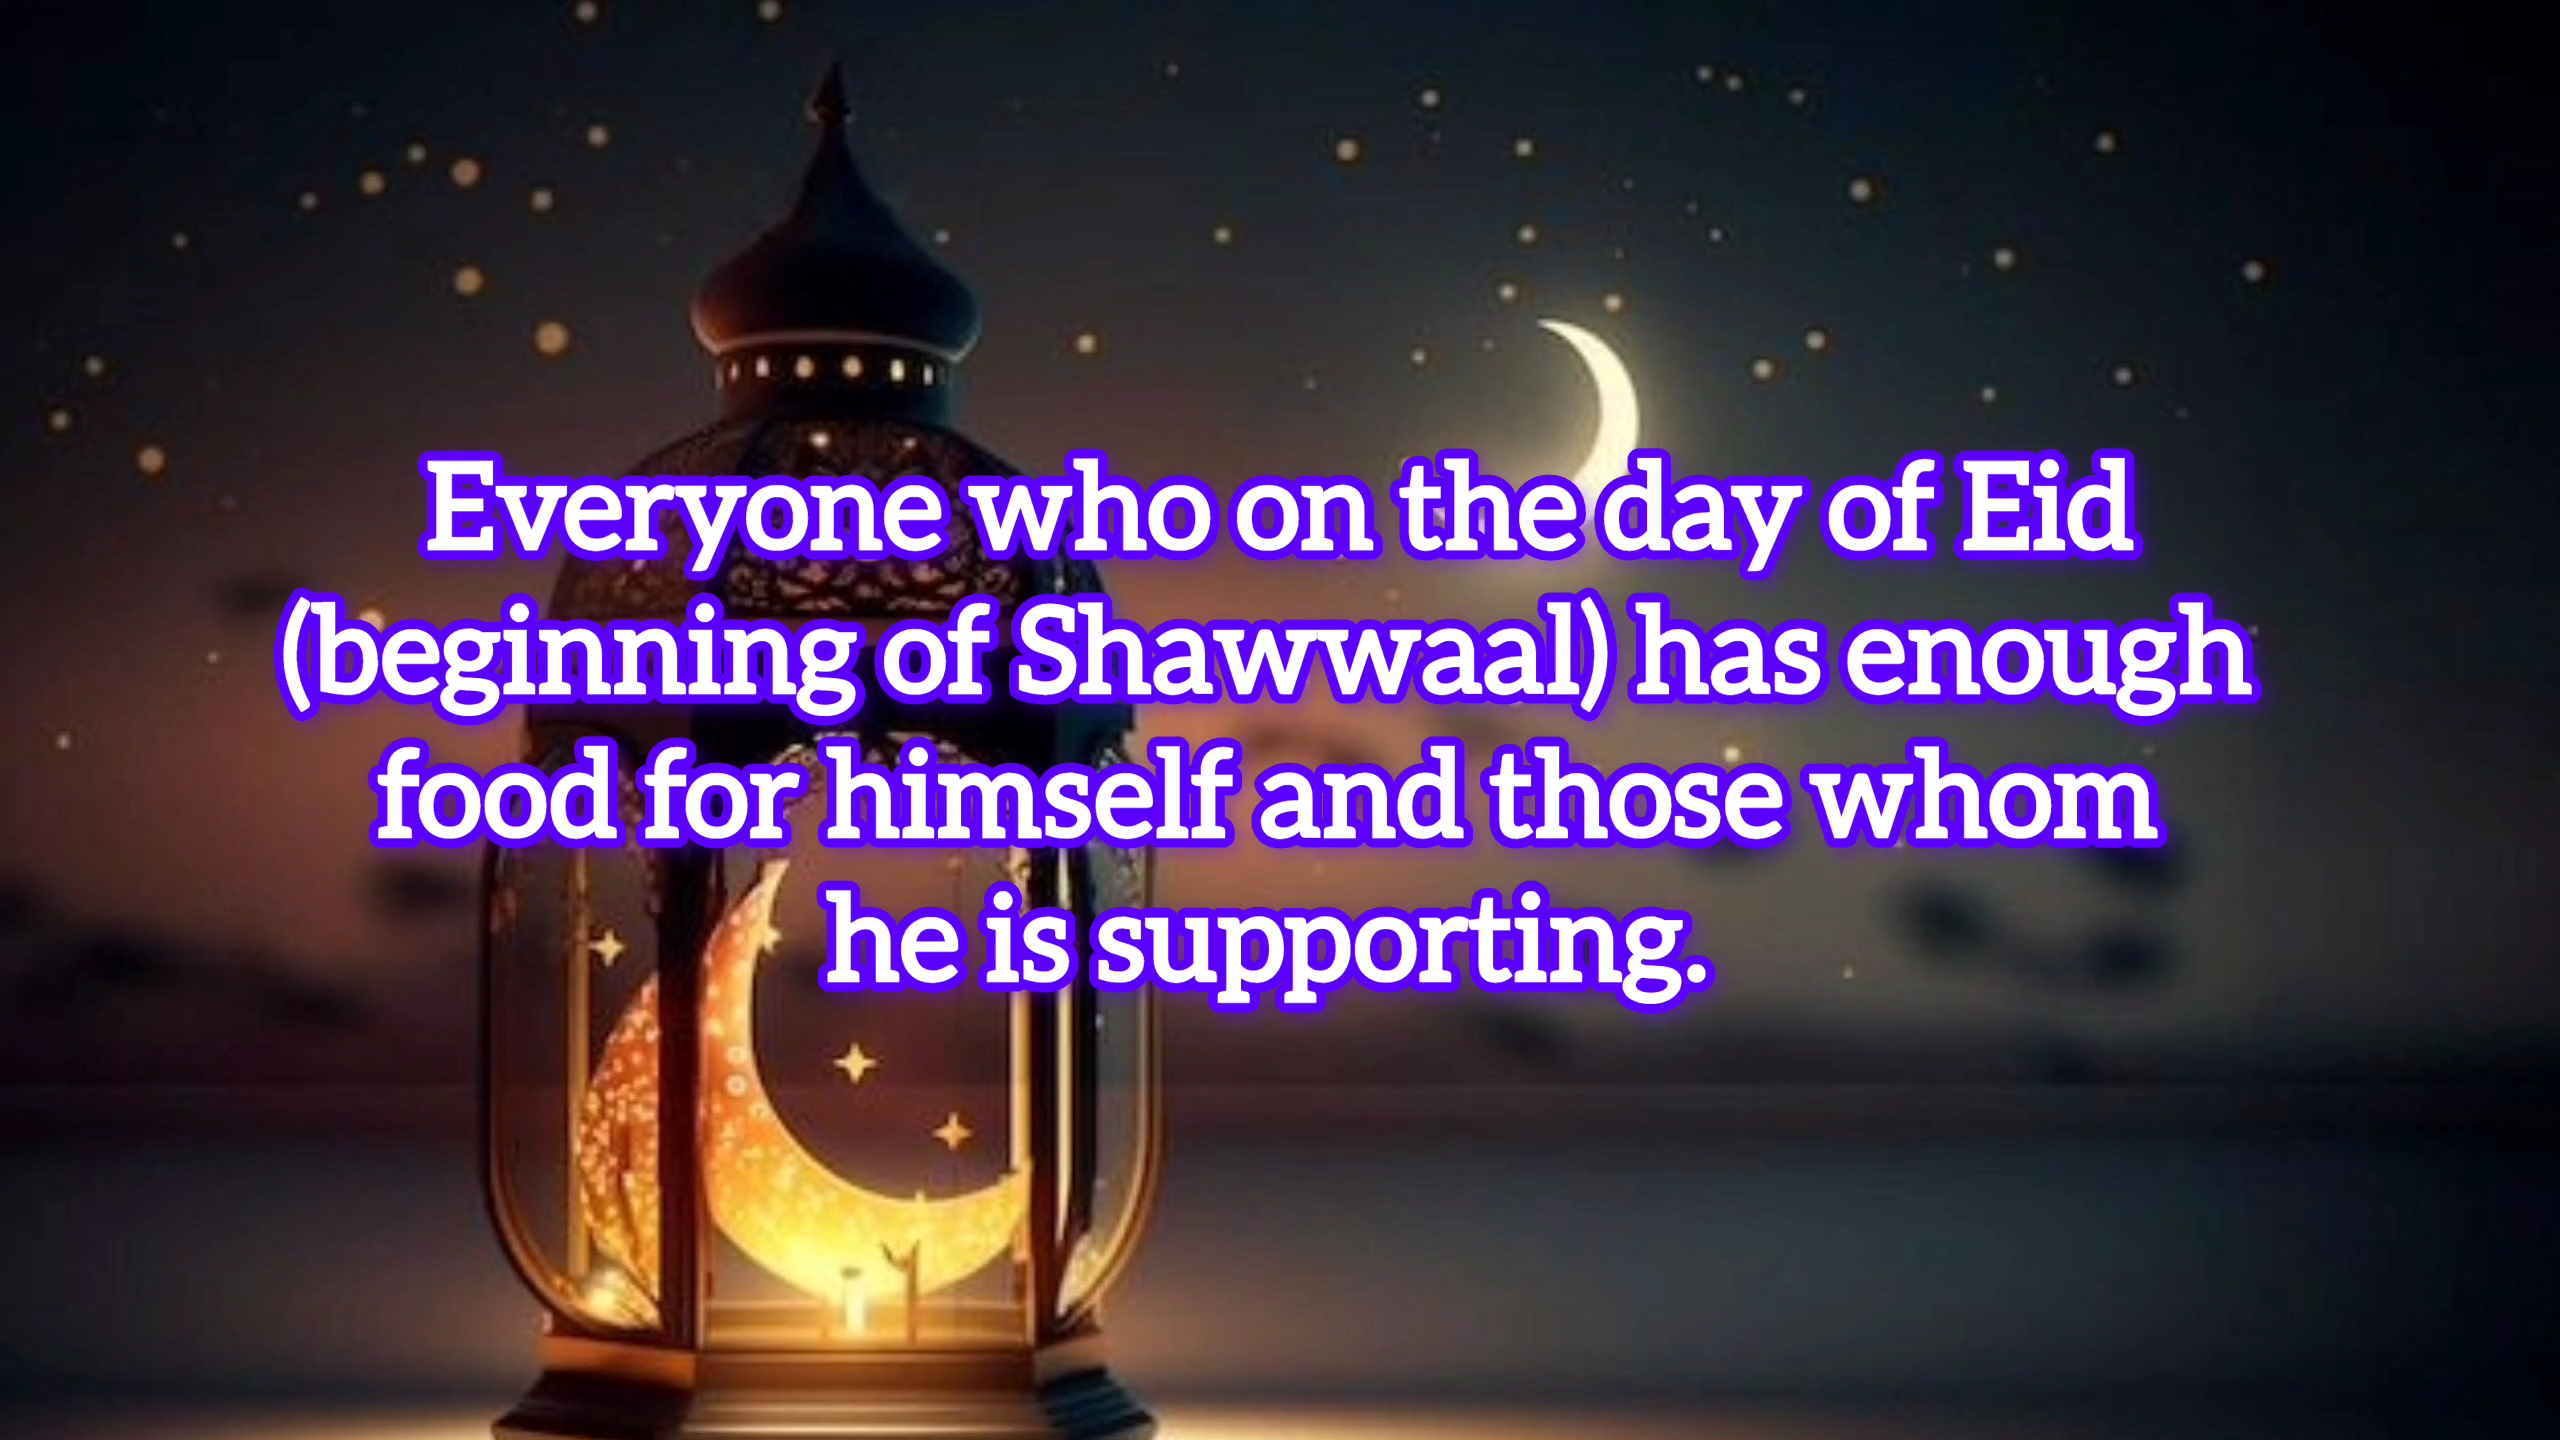 Everyone who on the day of Eid
(beginning of Shawwaal) has enough
food for himself and those whom
he is supporting.